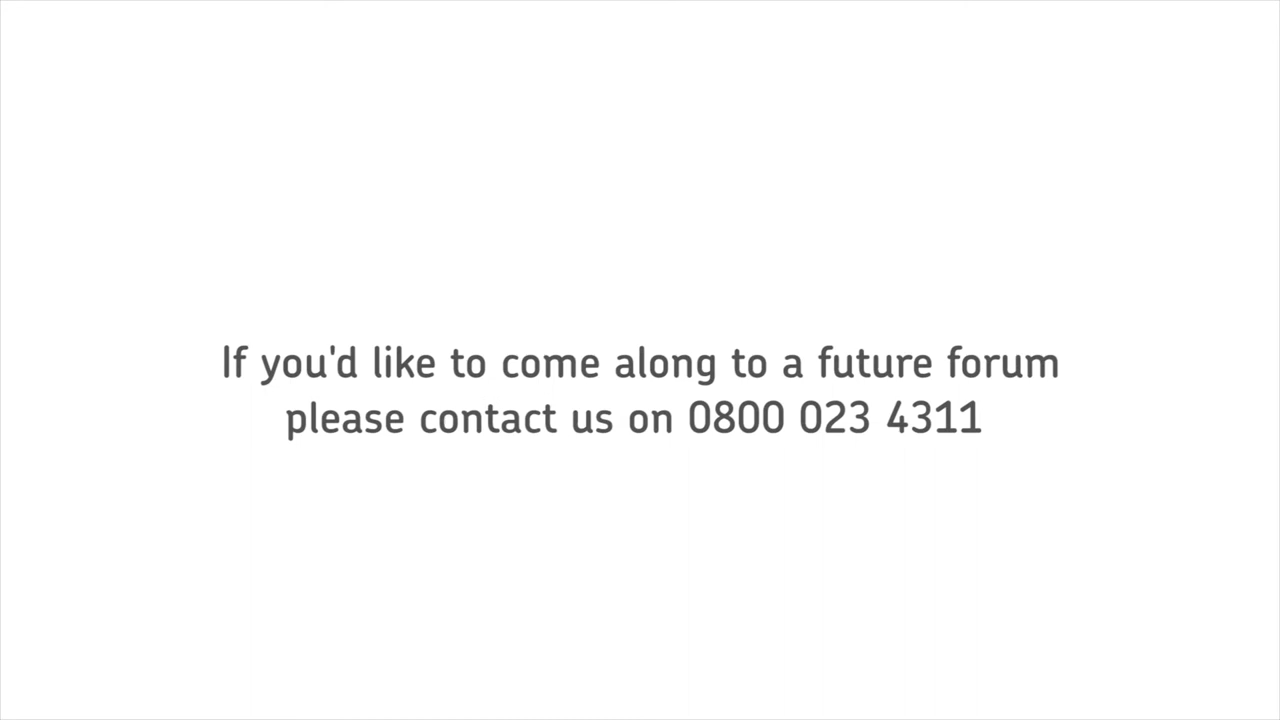 If you'd like to come along to a future forum
please contact us on 0800 023 4311